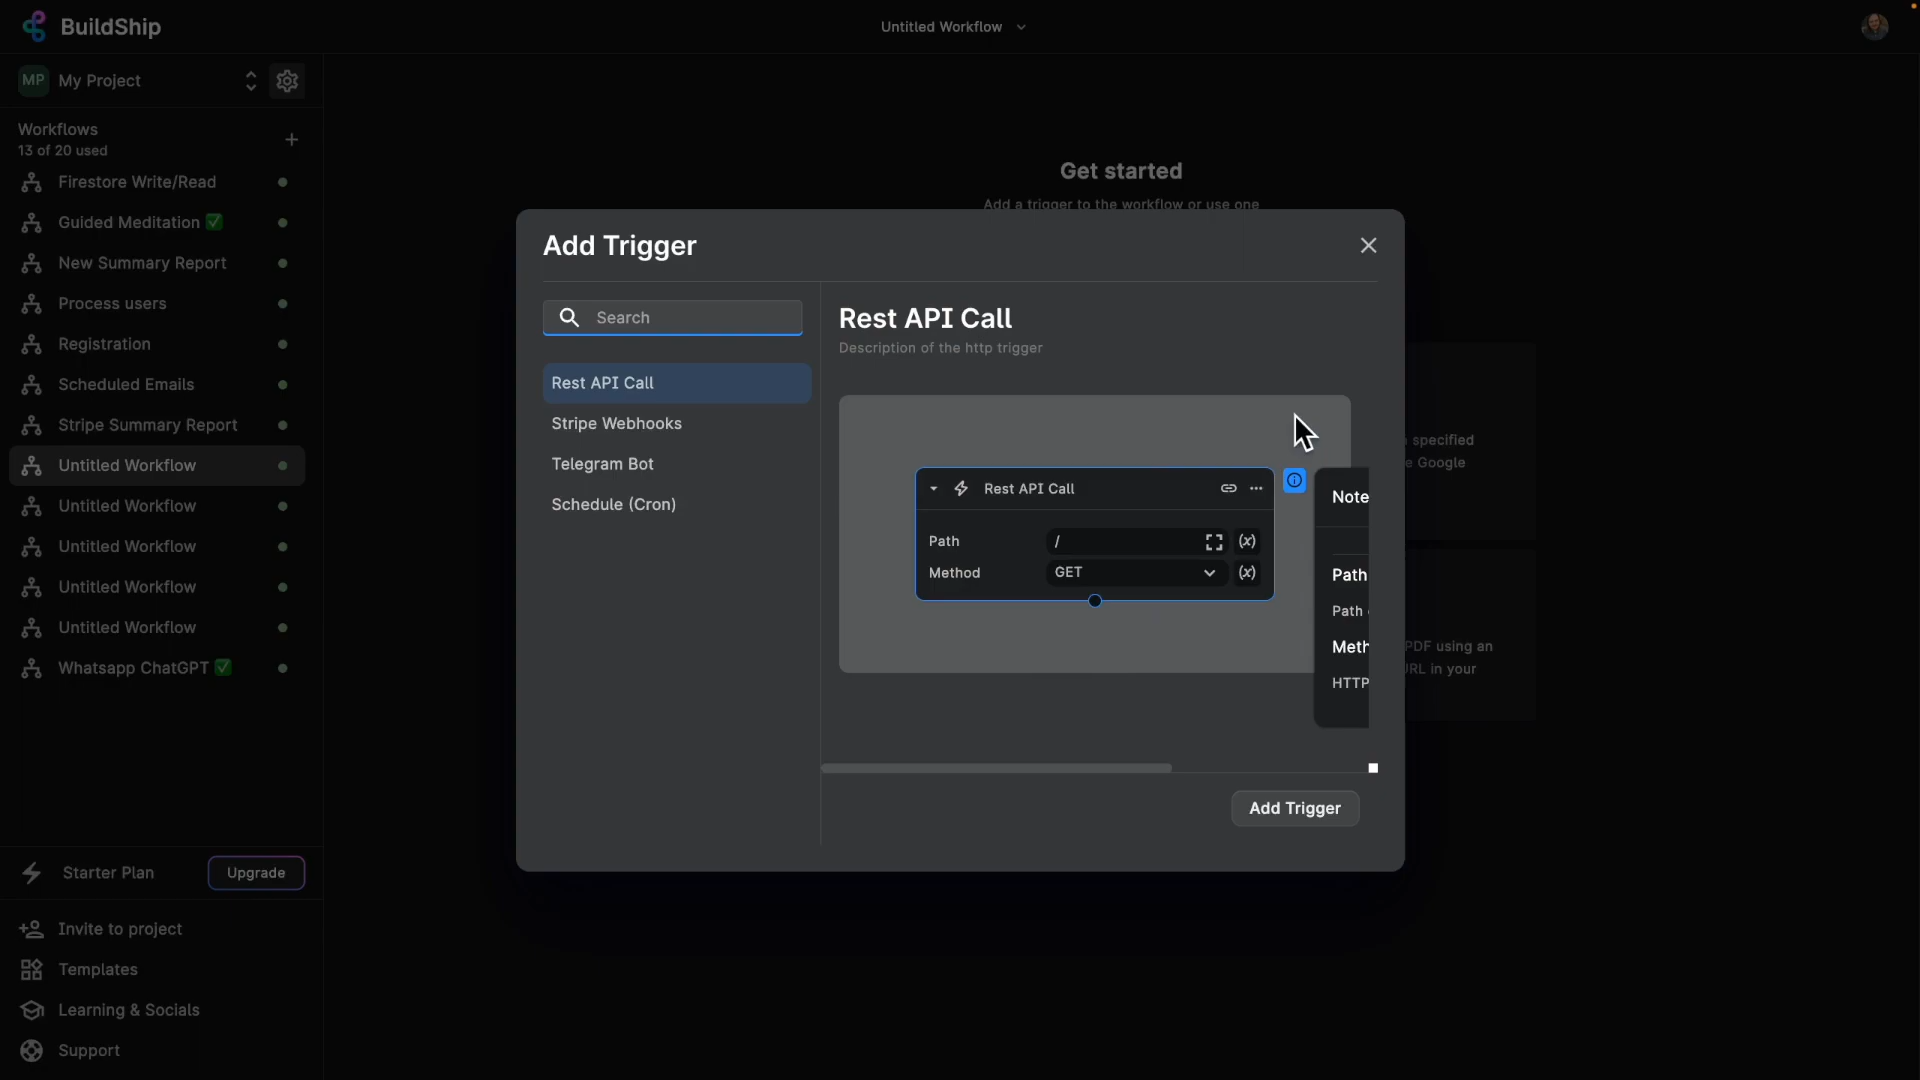 BuildShip
Untitled Workflow
MP My Project
Workflows
13 of 20 used
Firestore Write/Read
Guided Meditation ✅
New Summary Report
Process users
Registration
Scheduled Emails
Stripe Summary Report
Untitled Workflow
Untitled Workflow
Untitled Workflow
Untitled Workflow
Untitled Workflow
Whatsapp ChatGPT ✅
Starter Plan
Upgrade
Invite to project
Templates
Learning & Socials
Support
Get started
Add a trigger to the workflow or use one
Add Trigger
Search
Rest API Call
Stripe Webhooks
Telegram Bot
Schedule (Cron)
Rest API Call
Description of the http trigger
Rest API Call
Path /
Method GET
Note
Path
Path
Meth
HTTP
Add Trigger
specified
Google
PDF using an
URL in your